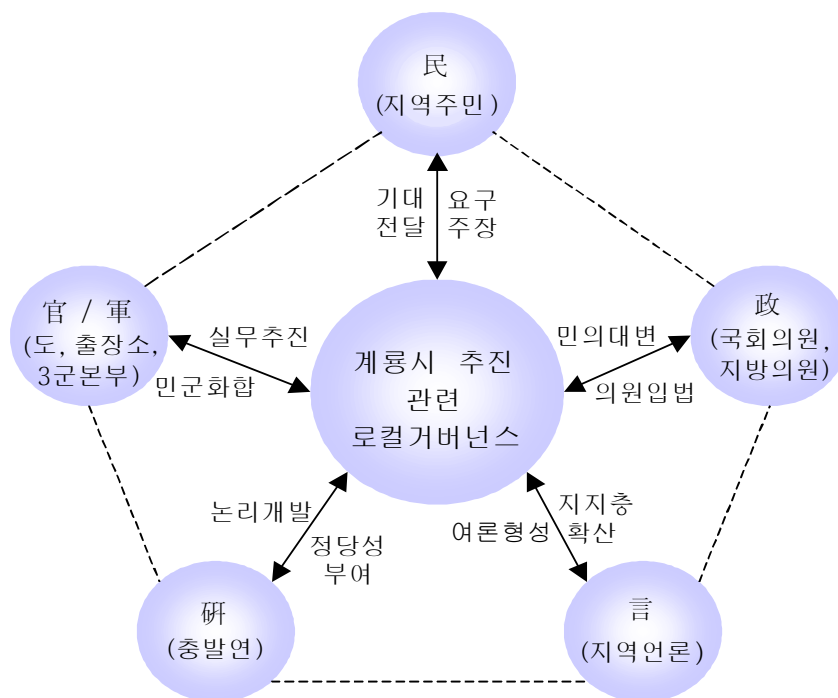 民
(지역주민)
기대 요구
전달 주장
官 / 軍
(도, 출장소,
3군본부)
실무추진
민군화합
계룡시 추진
관련
로컬거버넌스
민의대변
의원입법
政
(국회의원,
지방의원)
논리개발
정당성
부여
지지층
여론형성 확산
硏
(충발연)
言
(지역언론)